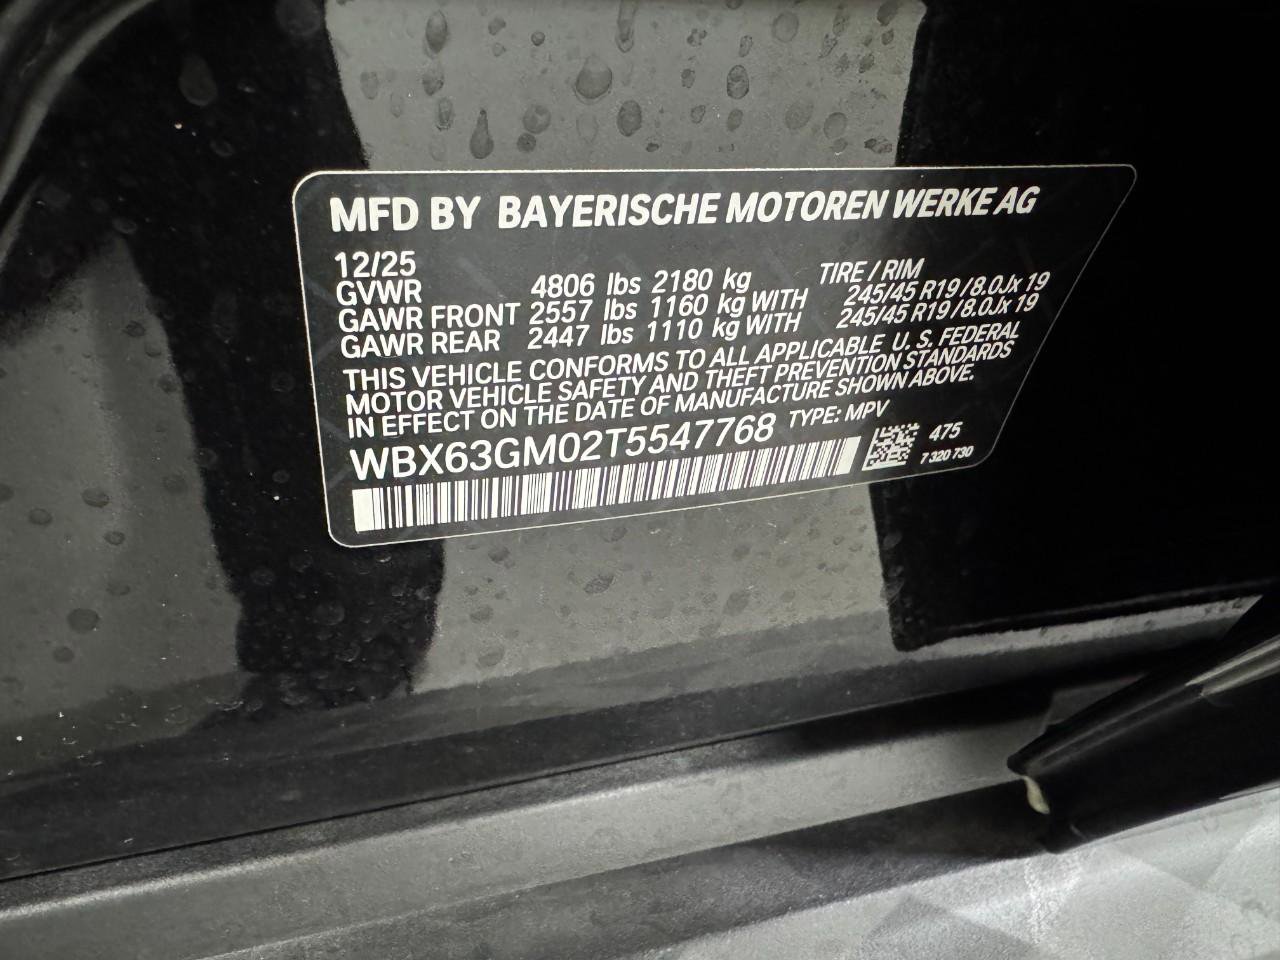 MFD BY BAYERISCHE MOTOREN WERKE AG
12/25
GVWR 4806 lbs 2180 kg TIRE / RIM
GAWR FRONT 2557 lbs 1160 kg WITH 245/45 R19/8.0Jx 19
GAWR REAR 2447 lbs 1110 kg WITH 245/45 R19/8.0Jx 19
THIS VEHICLE CONFORMS TO ALL APPLICABLE U. S. FEDERAL
MOTOR VEHICLE SAFETY AND THEFT PREVENTION STANDARDS
IN EFFECT ON THE DATE OF MANUFACTURE SHOWN ABOVE.
WBX63GM02T5547768 TYPE: MPV
475
7 320 730